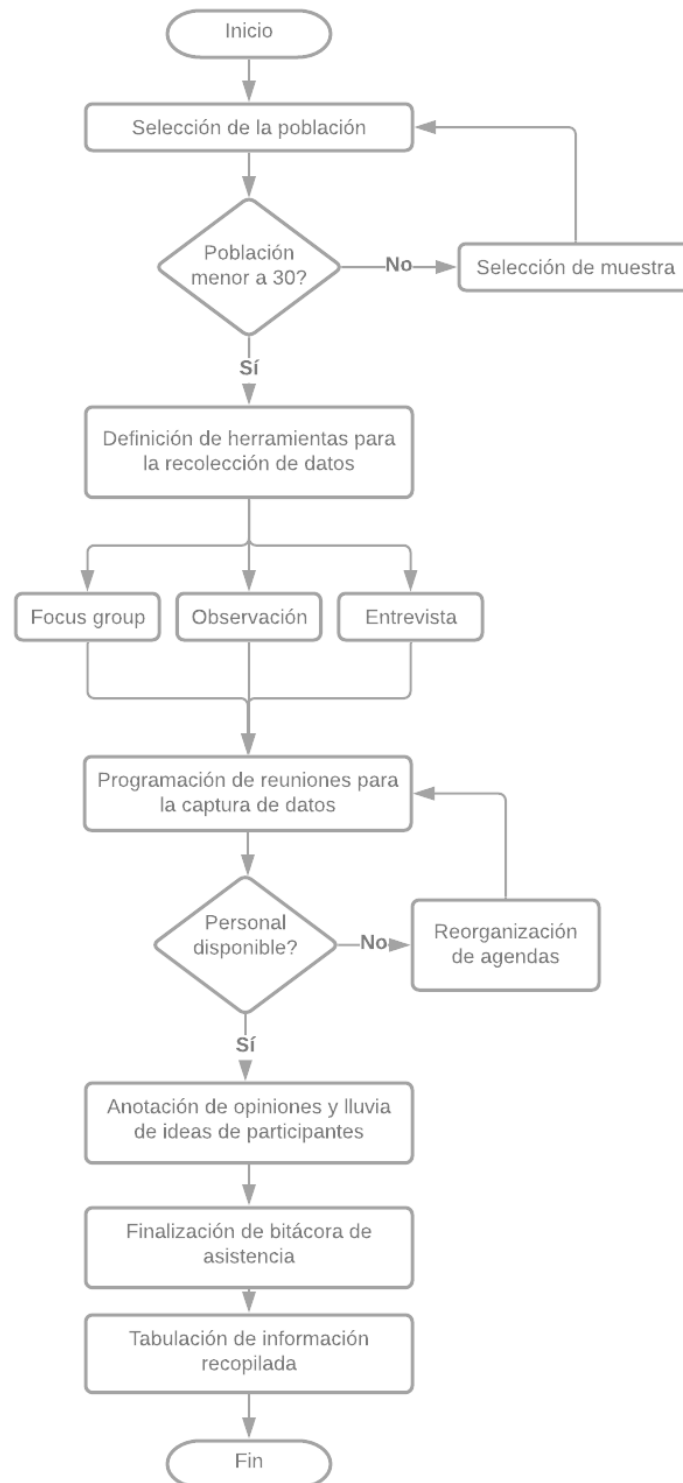 Inicio
Selección de la población
Población
menor a 30?
No
Selección de muestra
Sí
Definición de herramientas para
la recolección de datos
Focus group
Observación
Entrevista
Programación de reuniones para
la captura de datos
Personal
disponible?
No
Reorganización
de agendas
Sí
Anotación de opiniones y lluvia
de ideas de participantes
Finalización de bitácora de
asistencia
Tabulación de información
recopilada
Fin